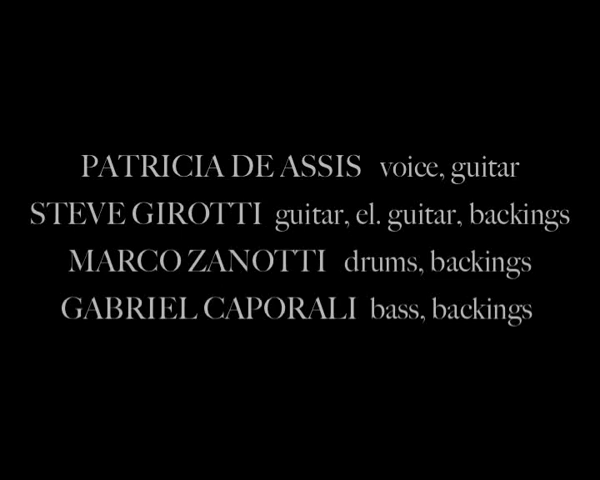 PATRICIA DE ASSIS voice, guitar
STEVE GIROTTI guitar, el. guitar, backings
MARCO ZANOTTI drums, backings
GABRIEL CAPORALI bass, backings